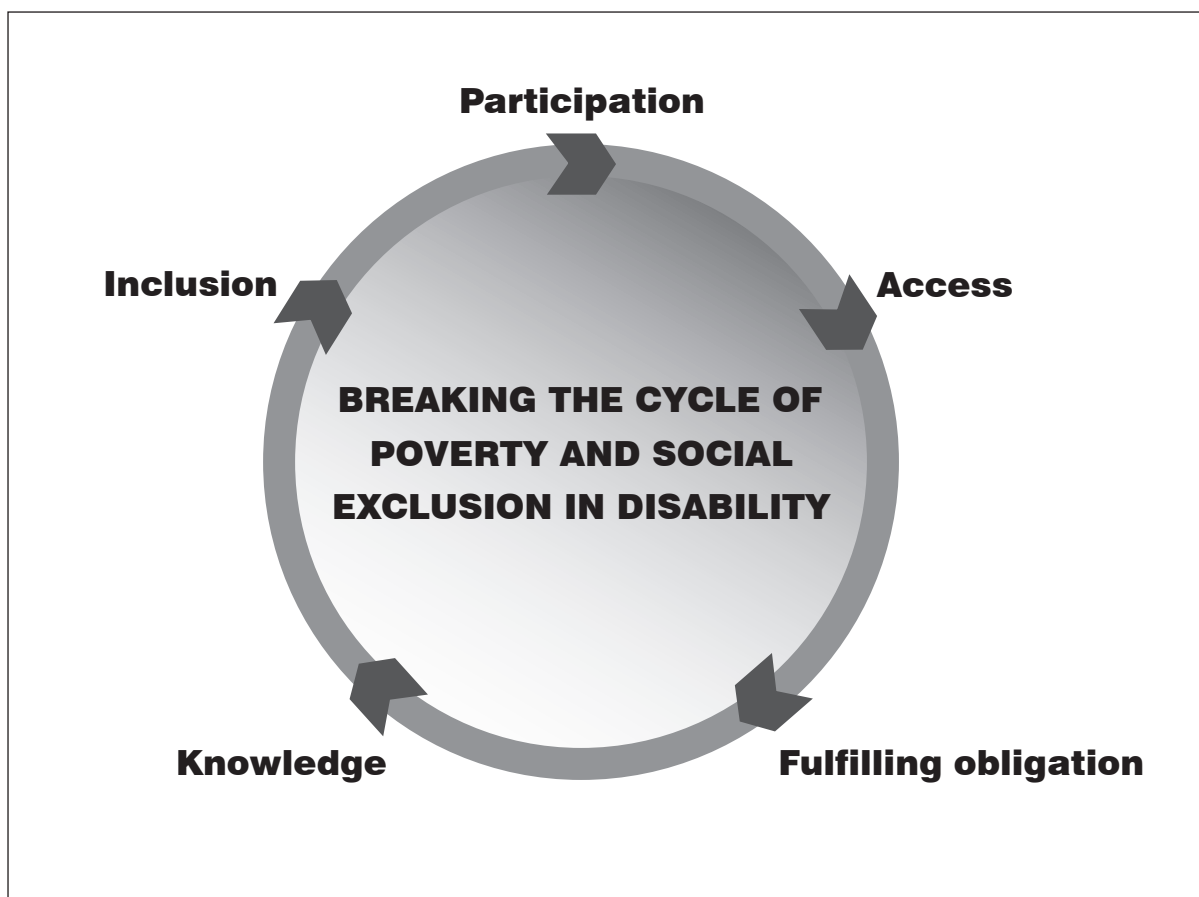 Participation
Inclusion
Access
BREAKING THE CYCLE OF
POVERTY AND SOCIAL
EXCLUSION IN DISABILITY
Knowledge
Fulfilling obligation